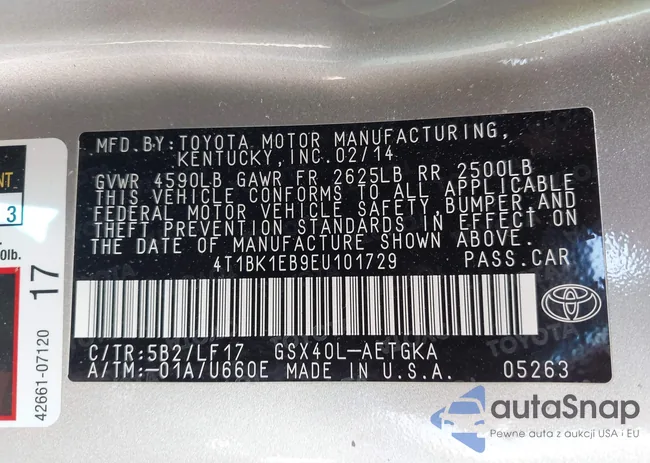 MFD.BY:TOYOTA MOTOR MANUFACTURING,
KENTUCKY, INC.02/14
GVWR 4590LB GAWR FR 2625LB RR 2500LB
THIS VEHICLE CONFORMS TO ALL APPLICABLE
FEDERAL MOTOR VEHICLE SAFETY,BUMPER,AND
THEFT PREVENTION STANDARDS IN EFFECT ON
THE DATE OF MANUFACTURE SHOWN ABOVE.
4T1BK1EB9EU101729 PASS.CAR
C/TR:5B2/LF17 GSX40L-AETGKA
A/TM:-01A/U660E MADE IN U.S.A. 05263
NT
3
0lb.
17
42661-07120
autaSnap
Pewne auta z aukcji USA i EU